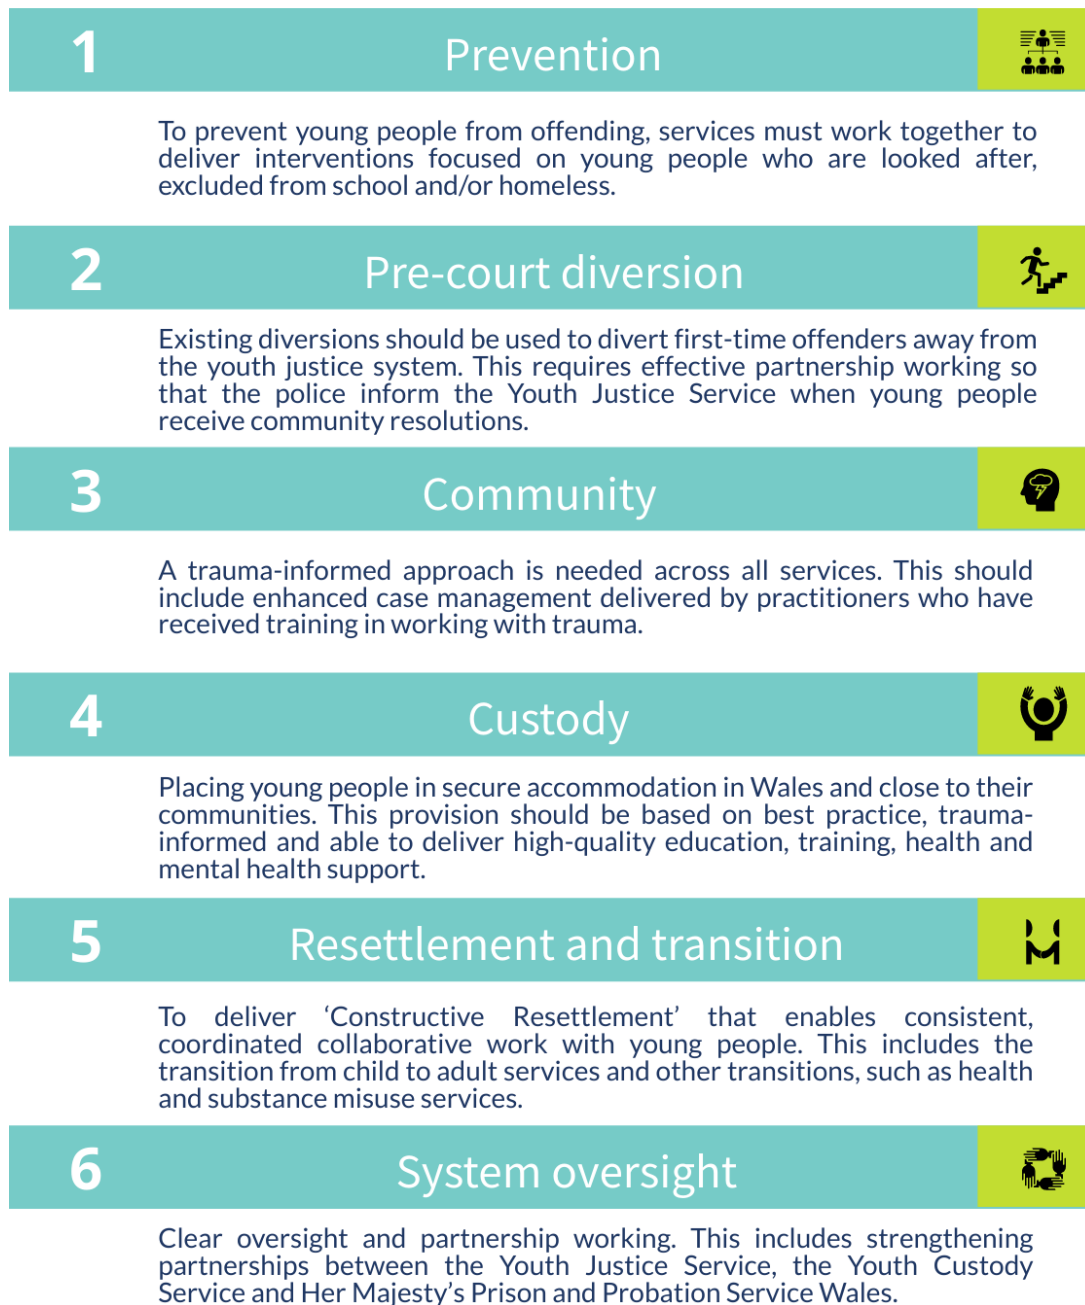 1
Prevention
To prevent young people from offending, services must work together to
deliver interventions focused on young people who are looked after,
excluded from school and/or homeless.
2
Pre-court diversion
Existing diversions should be used to divert first-time offenders away from
the youth justice system. This requires effective partnership working so
that the police inform the Youth Justice Service when young people
receive community resolutions.
3
Community
A trauma-informed approach is needed across all services. This should
include enhanced case management delivered by practitioners who have
received training in working with trauma.
4
Custody
Placing young people in secure accommodation in Wales and close to their
communities. This provision should be based on best practice, trauma-
informed and able to deliver high-quality education, training, health and
mental health support.
5
Resettlement and transition
To deliver ‘Constructive Resettlement’ that enables consistent,
coordinated collaborative work with young people. This includes the
transition from child to adult services and other transitions, such as health
and substance misuse services.
6
System oversight
Clear oversight and partnership working. This includes strengthening
partnerships between the Youth Justice Service, the Youth Custody
Service and Her Majesty’s Prison and Probation Service Wales.